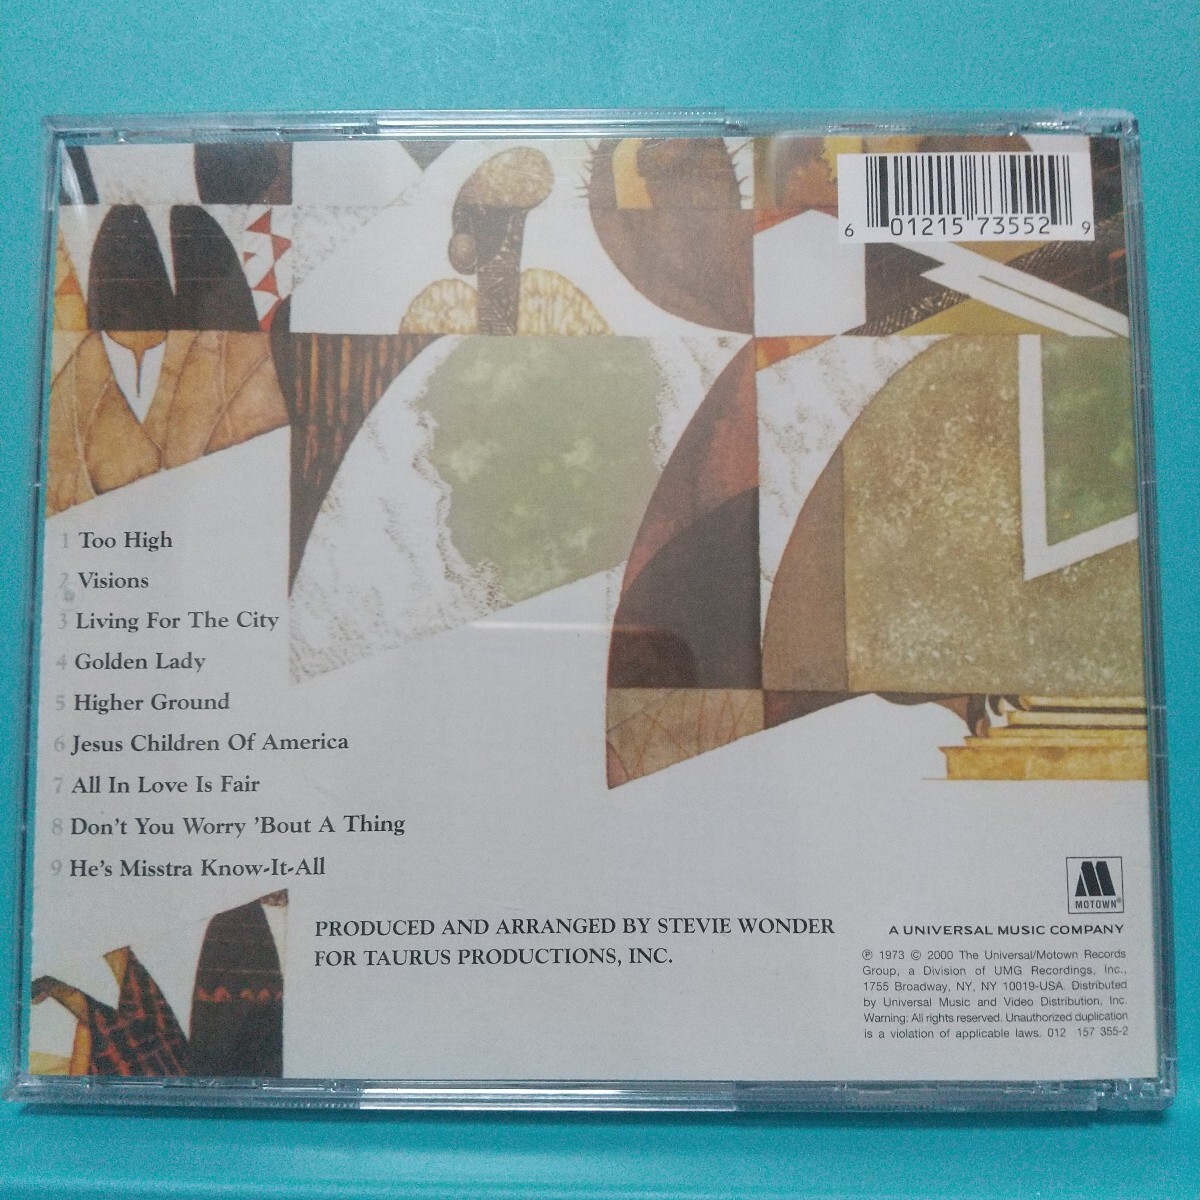 6 01215 73552 9
1 Too High
2 Visions
3 Living For The City
4 Golden Lady
5 Higher Ground
6 Jesus Children Of America
7 All In Love Is Fair
8 Don't You Worry 'Bout A Thing
9 He's Misstra Know-It-All
PRODUCED AND ARRANGED BY STEVIE WONDER
FOR TAURUS PRODUCTIONS, INC.
MOTOWN®
A UNIVERSAL MUSIC COMPANY
℗ 1973 © 2000 The Universal/Motown Records
Group, a Division of UMG Recordings, Inc.,
1755 Broadway, NY, NY 10019-USA. Distributed
by Universal Music and Video Distribution, Inc.
Warning: All rights reserved. Unauthorized duplication
is a violation of applicable laws. 012 157 355-2